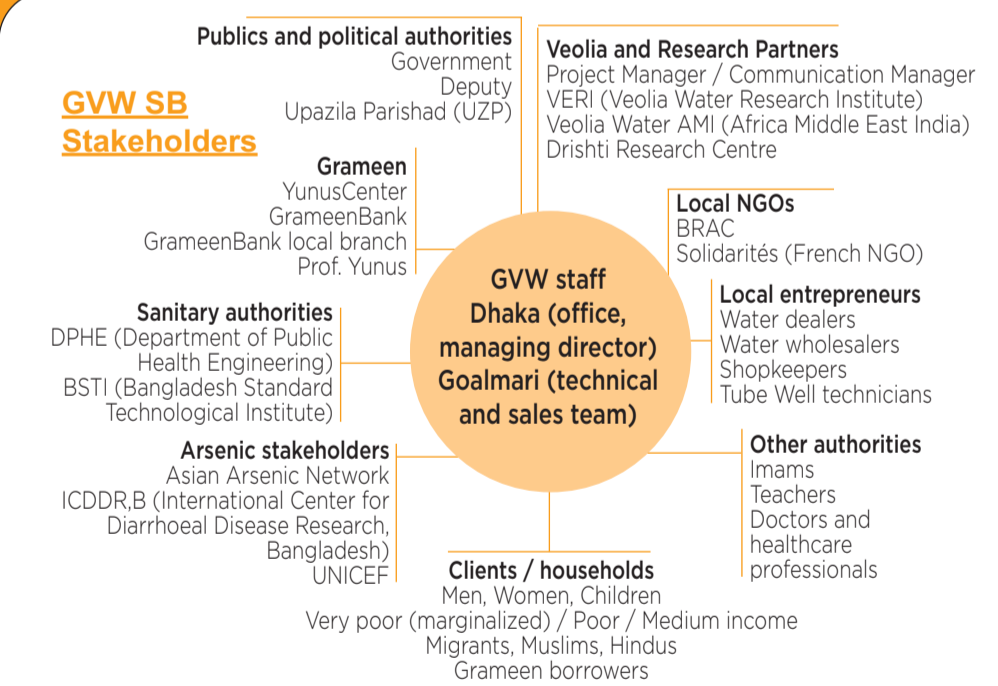 GVW SB
Stakeholders
Publics and political authorities
Government
Deputy
Upazila Parishad (UZP)
Veolia and Research Partners
Project Manager / Communication Manager
VERI (Veolia Water Research Institute)
Veolia Water AMI (Africa Middle East India)
Drishti Research Centre
Grameen
YunusCenter
GrameenBank
GrameenBank local branch
Prof. Yunus
Local NGOs
BRAC
Solidarités (French NGO)
GVW staff
Dhaka (office,
managing director)
Goalmari (technical
and sales team)
Sanitary authorities
DPHE (Department of Public
Health Engineering)
BSTI (Bangladesh Standard
Technological Institute)
Local entrepreneurs
Water dealers
Water wholesalers
Shopkeepers
Tube Well technicians
Arsenic stakeholders
Asian Arsenic Network
ICDDR,B (International Center for
Diarrhoeal Disease Research,
Bangladesh)
UNICEF
Other authorities
Imams
Teachers
Doctors and
healthcare
professionals
Clients / households
Men, Women, Children
Very poor (marginalized) / Poor / Medium income
Migrants, Muslims, Hindus
Grameen borrowers